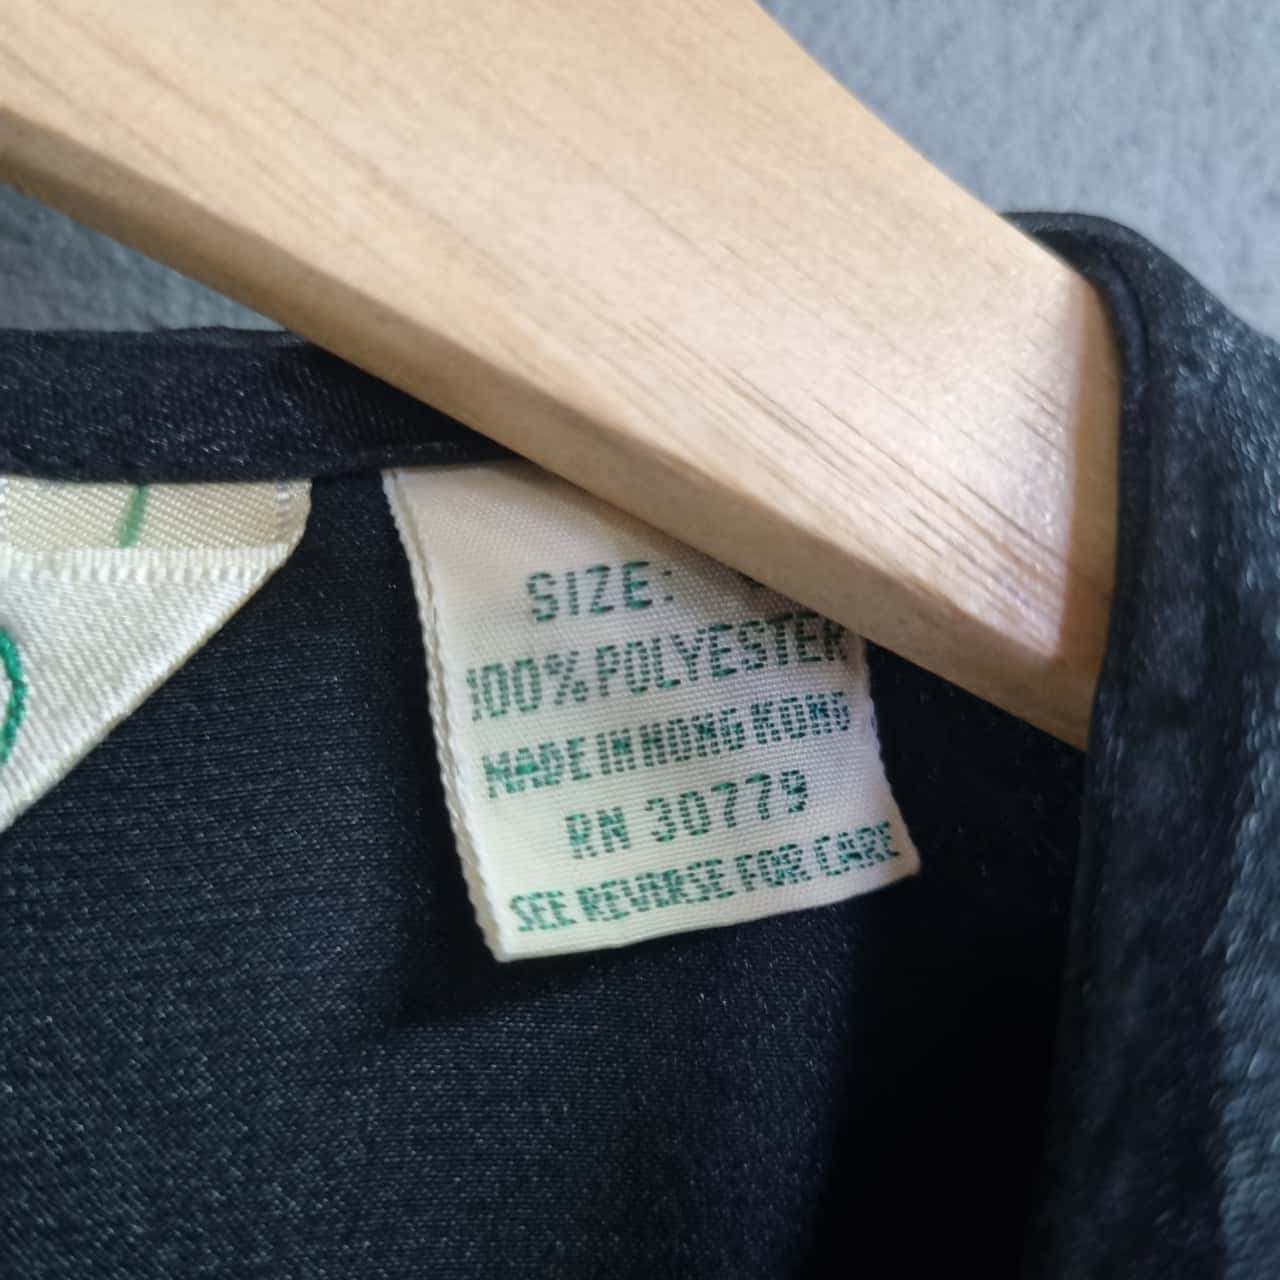 SIZE:
100% POLYESTER
MADE IN HONG KONG
RN 30779
SEE REVERSE FOR CARE